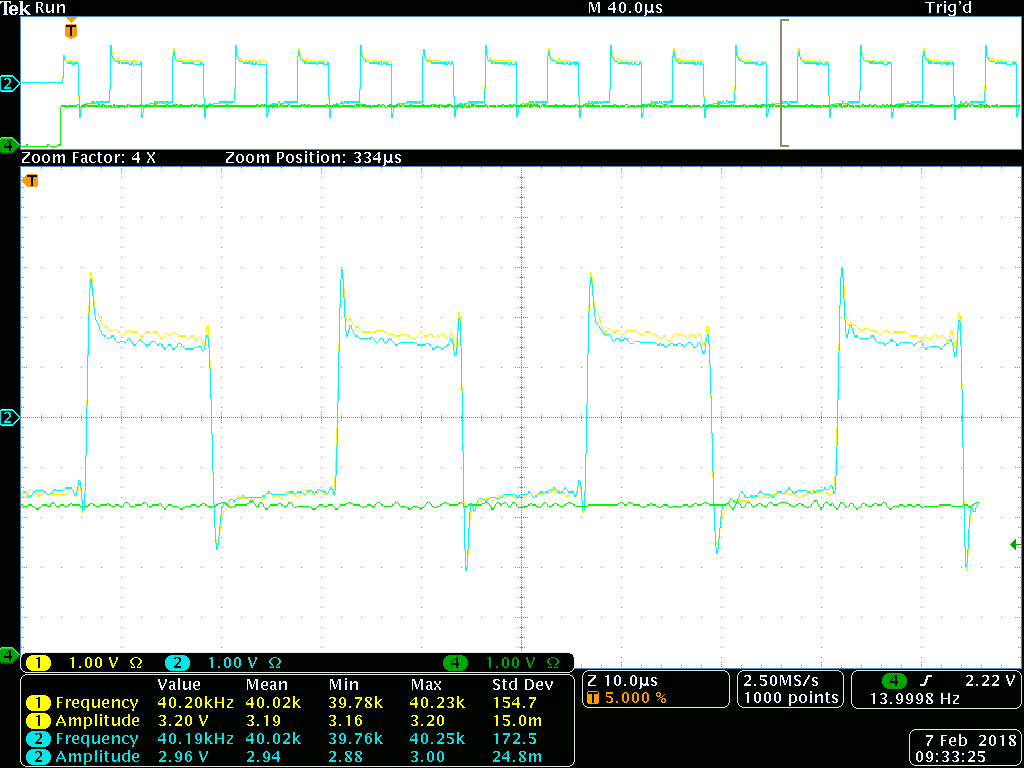 Tek Run M 40.0µs Trig'd
T
2
4
Zoom Factor: 4 X Zoom Position: 334µs
T
2
4
1 1.00 V Ω 2 1.00 V Ω 4 1.00 V Ω
Value Mean Min Max Std Dev
1 Frequency 40.20kHz 40.02k 39.78k 40.23k 154.7
1 Amplitude 3.20 V 3.19 3.16 3.20 15.0m
2 Frequency 40.19kHz 40.02k 39.76k 40.25k 172.5
2 Amplitude 2.96 V 2.94 2.88 3.00 24.8m
Z 10.0µs
T 5.000 %
2.50MS/s
1000 points
4 2.22 V
13.9998 Hz
7 Feb 2018
09:33:25